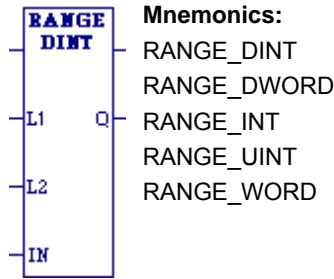 RANGE
DINT
L1 Q
L2
IN
Mnemonics:
RANGE_DINT
RANGE_DWORD
RANGE_INT
RANGE_UINT
RANGE_WORD